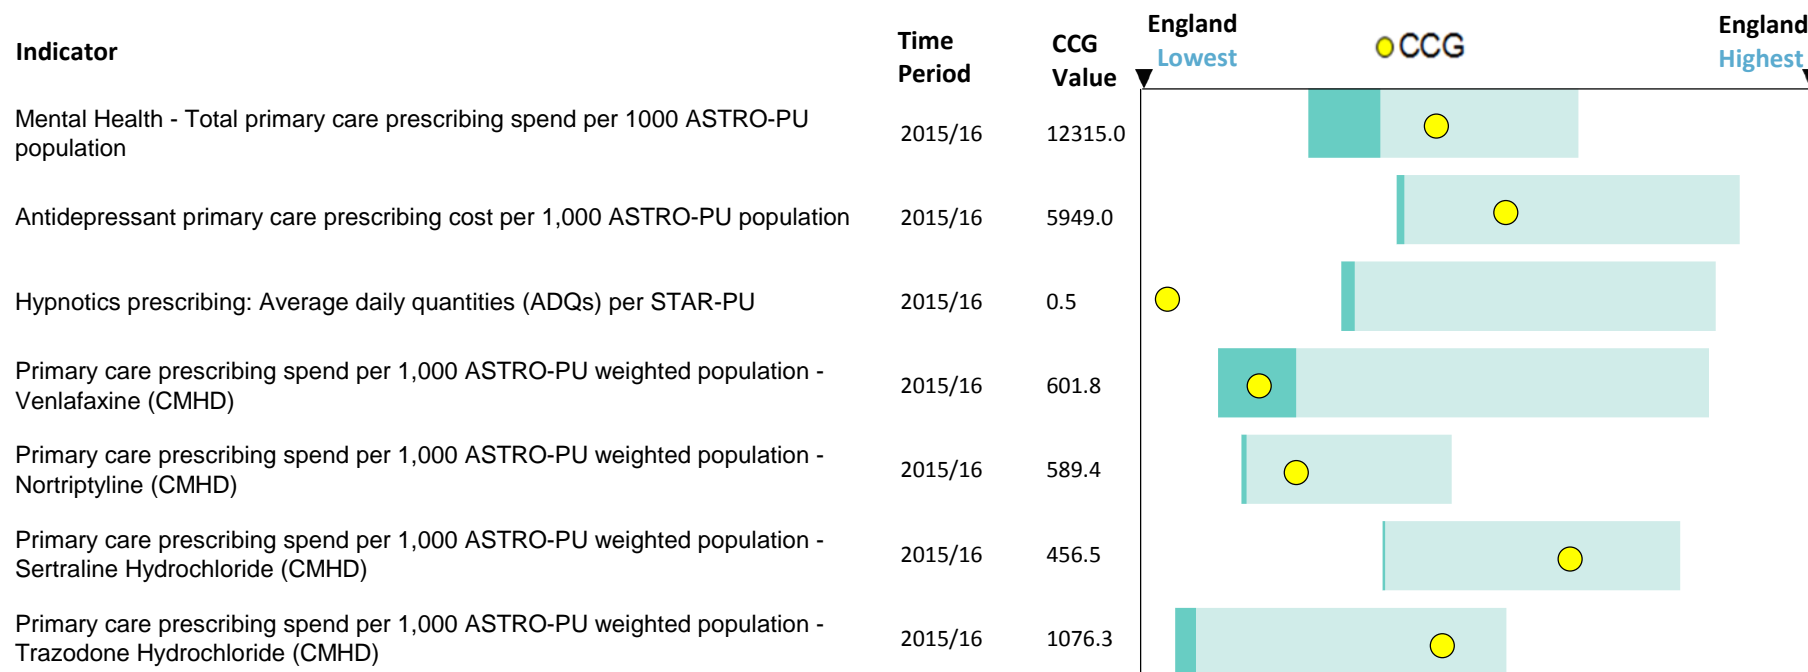 Indicator
Time
Period
CCG
Value
England
Lowest
CCG
England
Highest
Mental Health - Total primary care prescribing spend per 1000 ASTRO-PU
population
2015/16
12315.0
Antidepressant primary care prescribing cost per 1,000 ASTRO-PU population
2015/16
5949.0
Hypnotics prescribing: Average daily quantities (ADQs) per STAR-PU
2015/16
0.5
Primary care prescribing spend per 1,000 ASTRO-PU weighted population -
Venlafaxine (CMHD)
2015/16
601.8
Primary care prescribing spend per 1,000 ASTRO-PU weighted population -
Nortriptyline (CMHD)
2015/16
589.4
Primary care prescribing spend per 1,000 ASTRO-PU weighted population -
Sertraline Hydrochloride (CMHD)
2015/16
456.5
Primary care prescribing spend per 1,000 ASTRO-PU weighted population -
Trazodone Hydrochloride (CMHD)
2015/16
1076.3